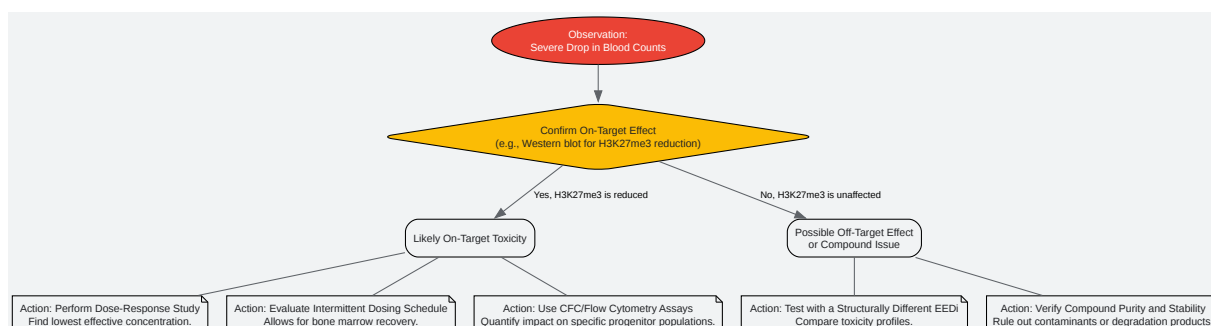 Observation:
Severe Drop in Blood Counts
Confirm On-Target Effect
(e.g., Western blot for H3K27me3 reduction)
Yes, H3K27me3 is reduced
No, H3K27me3 is unaffected
Likely On-Target Toxicity
Possible Off-Target Effect
or Compound Issue
Action: Perform Dose-Response Study
Find lowest effective concentration.
Action: Evaluate Intermittent Dosing Schedule
Allows for bone marrow recovery.
Action: Use CFC/Flow Cytometry Assays
Quantify impact on specific progenitor populations.
Action: Test with a Structurally Different EEDi
Compare toxicity profiles.
Action: Verify Compound Purity and Stability
Rule out contaminants or degradation products